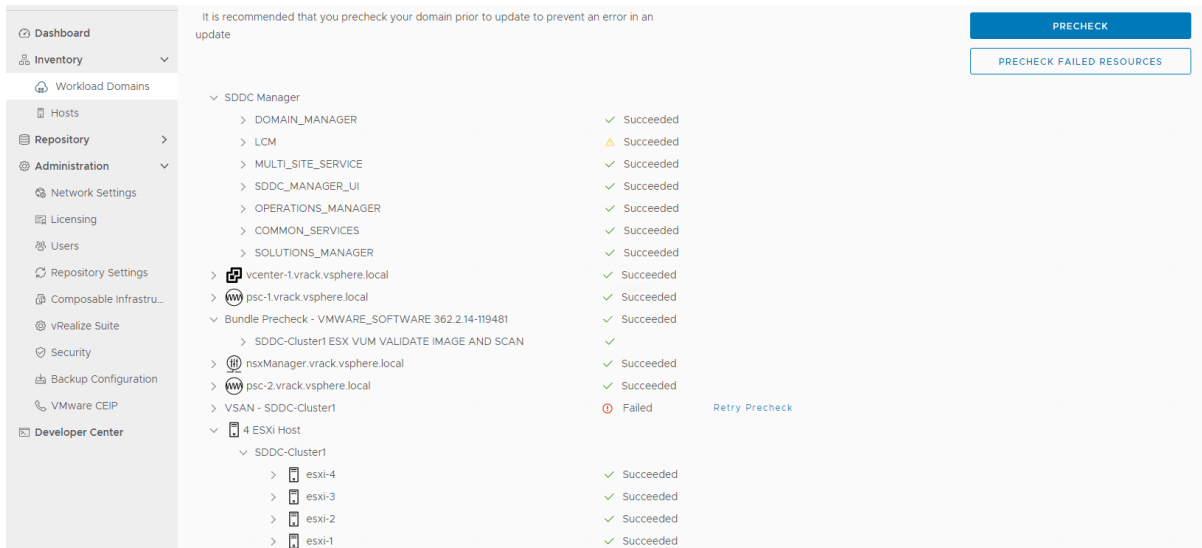 It is recommended that you precheck your domain prior to update to prevent an error in an
update
PRECHECK
PRECHECK FAILED RESOURCES
Dashboard
Inventory
Workload Domains
Hosts
Repository
Administration
Network Settings
Licensing
Users
Repository Settings
Composable Infrastru...
vRealize Suite
Security
Backup Configuration
VMware CEIP
Developer Center
SDDC Manager
DOMAIN_MANAGER Succeeded
LCM Succeeded
MULTI_SITE_SERVICE Succeeded
SDDC_MANAGER_UI Succeeded
OPERATIONS_MANAGER Succeeded
COMMON_SERVICES Succeeded
SOLUTIONS_MANAGER Succeeded
vcenter-1.vrack.vsphere.local Succeeded
psc-1.vrack.vsphere.local Succeeded
Bundle Precheck - VMWARE_SOFTWARE 362.2.14-119481 Succeeded
SDDC-Cluster1 ESX VUM VALIDATE IMAGE AND SCAN
nsxManager.vrack.vsphere.local Succeeded
psc-2.vrack.vsphere.local Succeeded
VSAN - SDDC-Cluster1 Failed Retry Precheck
4 ESXi Host
SDDC-Cluster1
esxi-4 Succeeded
esxi-3 Succeeded
esxi-2 Succeeded
esxi-1 Succeeded